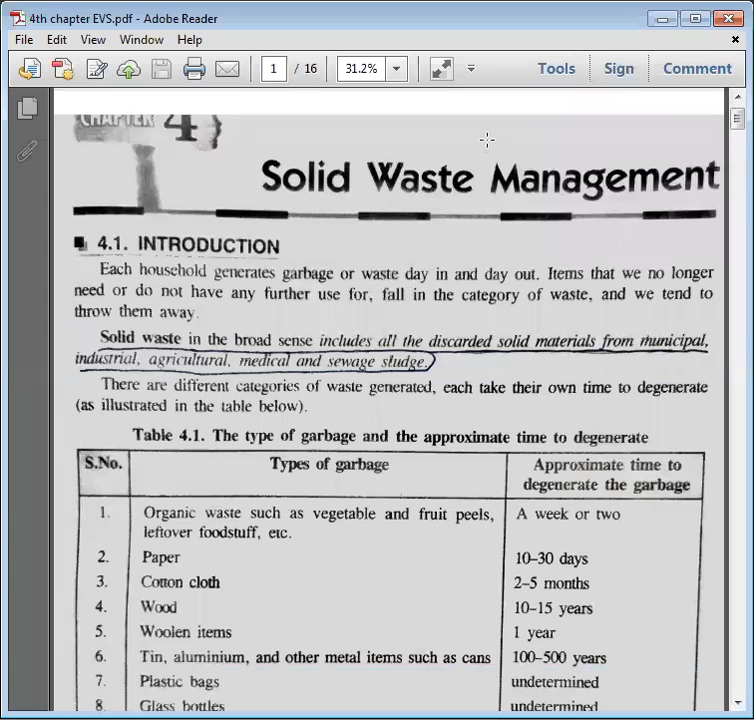 4th chapter EVS.pdf - Adobe Reader
File Edit View Window Help
1 / 16 31.2% Tools Sign Comment
CHAPTER 4
Solid Waste Management
4.1. INTRODUCTION
Each household generates garbage or waste day in and day out. Items that we no longer
need or do not have any further use for, fall in the category of waste, and we tend to
throw them away.
Solid waste in the broad sense includes all the discarded solid materials from municipal,
industrial, agricultural, medical and sewage sludge.
There are different categories of waste generated, each take their own time to degenerate
(as illustrated in the table below).
Table 4.1. The type of garbage and the approximate time to degenerate
S.No. Types of garbage Approximate time to
degenerate the garbage
1. Organic waste such as vegetable and fruit peels, A week or two
leftover foodstuff, etc.
2. Paper 10–30 days
3. Cotton cloth 2–5 months
4. Wood 10–15 years
5. Woolen items 1 year
6. Tin, aluminium, and other metal items such as cans 100–500 years
7. Plastic bags undetermined
8. Glass bottles undetermined